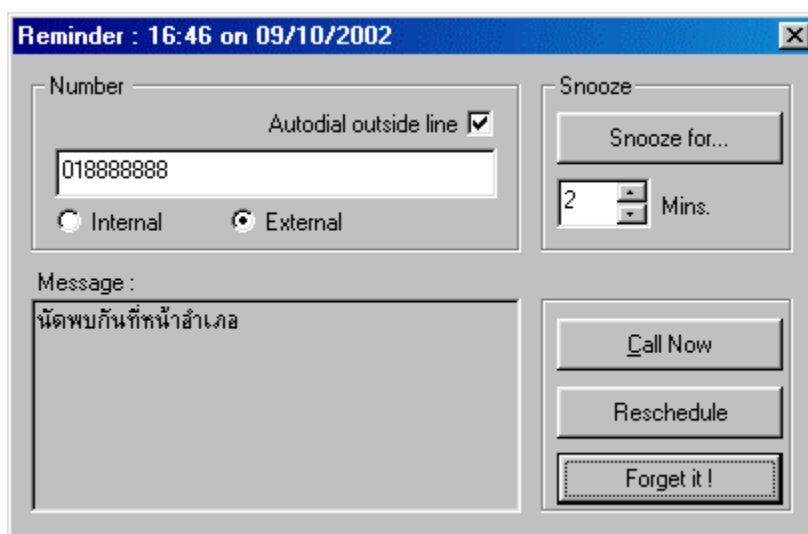 Reminder : 16:46 on 09/10/2002
Number
Autodial outside line
018888888
Internal
External
Snooze
Snooze for...
2 Mins.
Message :
นัดพบกันที่หน้าอำเภอ
Call Now
Reschedule
Forget it !